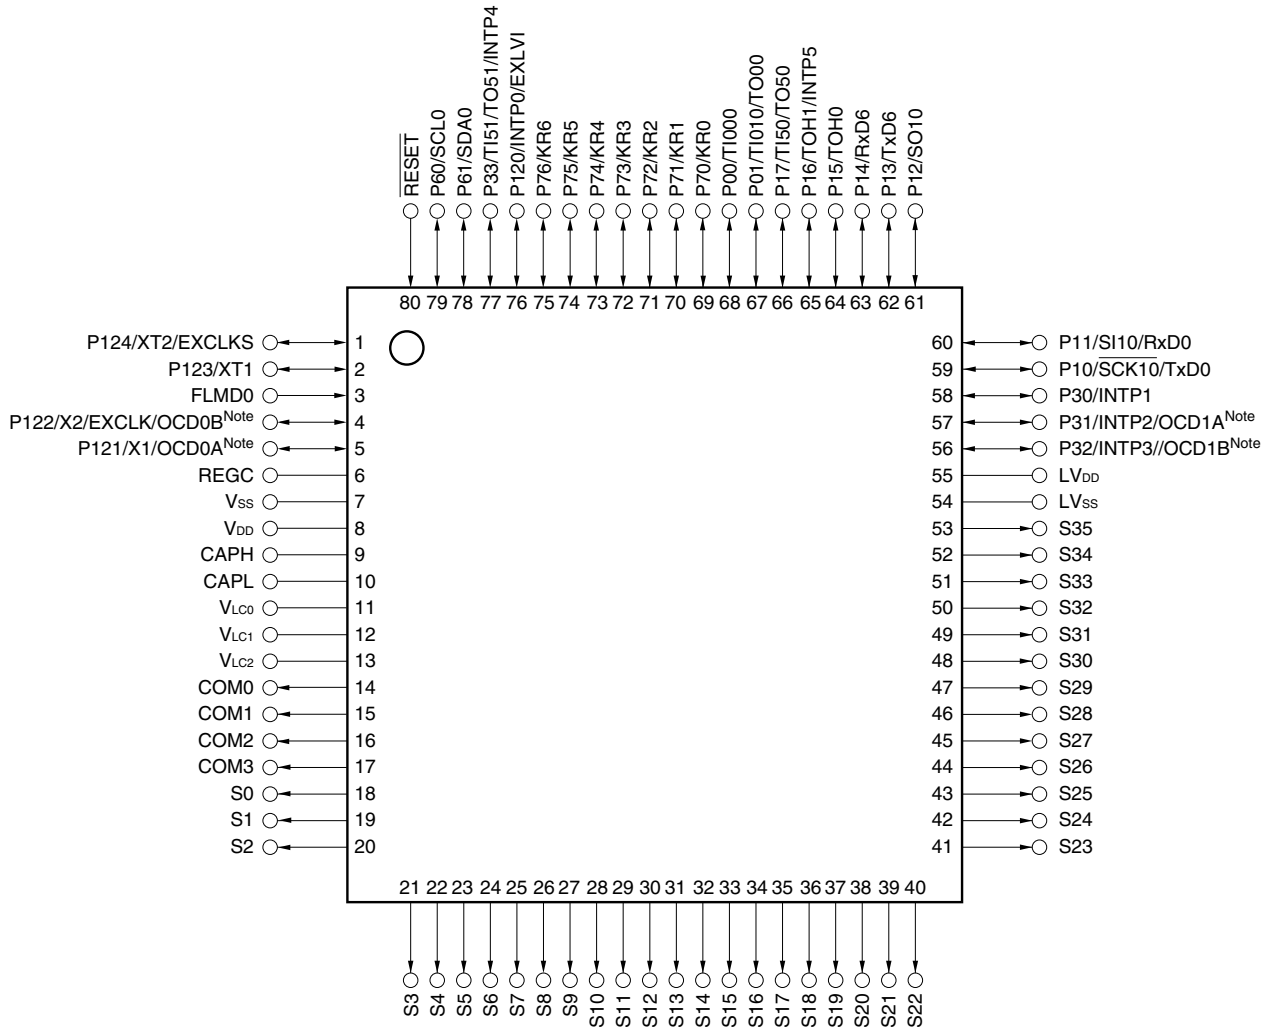 RESET
P60/SCL0
P61/SDA0
P33/TI51/TO51/INTP4
P120/INTP0/EXLVI
P76/KR6
P75/KR5
P74/KR4
P73/KR3
P72/KR2
P71/KR1
P70/KR0
P00/TI000
P01/TI010/TO00
P17/TI50/TO50
P16/TOH1/INTP5
P15/TOH0
P14/RxD6
P13/TxD6
P12/SO10
80 79 78 77 76 75 74 73 72 71 70 69 68 67 66 65 64 63 62 61
P124/XT2/EXCLKS 1
P123/XT1 2
FLMD0 3
P122/X2/EXCLK/OCD0BNote 4
P121/X1/OCD0ANote 5
REGC 6
VSS 7
VDD 8
CAPH 9
CAPL 10
VLC0 11
VLC1 12
VLC2 13
COM0 14
COM1 15
COM2 16
COM3 17
S0 18
S1 19
S2 20
60 P11/SI10/RxD0
59 P10/SCK10/TxD0
58 P30/INTP1
57 P31/INTP2/OCD1ANote
56 P32/INTP3//OCD1BNote
55 LVDD
54 LVSS
53 S35
52 S34
51 S33
50 S32
49 S31
48 S30
47 S29
46 S28
45 S27
44 S26
43 S25
42 S24
41 S23
21 22 23 24 25 26 27 28 29 30 31 32 33 34 35 36 37 38 39 40
S3
S4
S5
S6
S7
S8
S9
S10
S11
S12
S13
S14
S15
S16
S17
S18
S19
S20
S21
S22